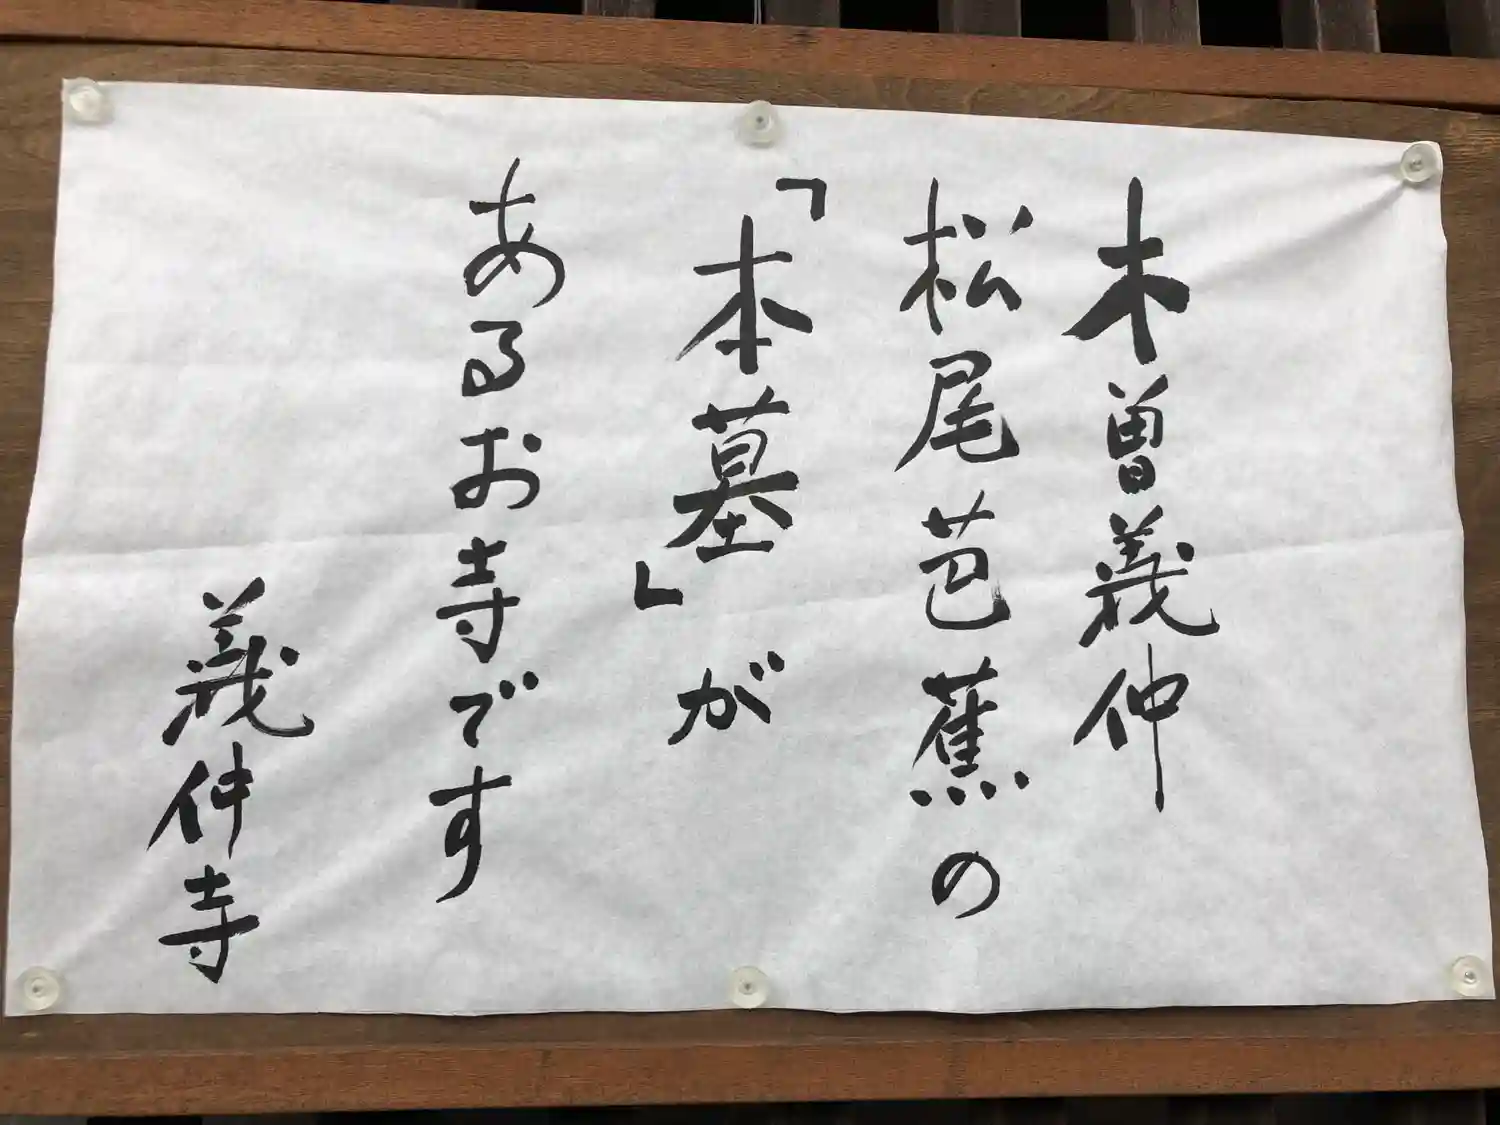 木曽義仲
松尾芭蕉の
「本墓」が
あるお寺です
義仲寺